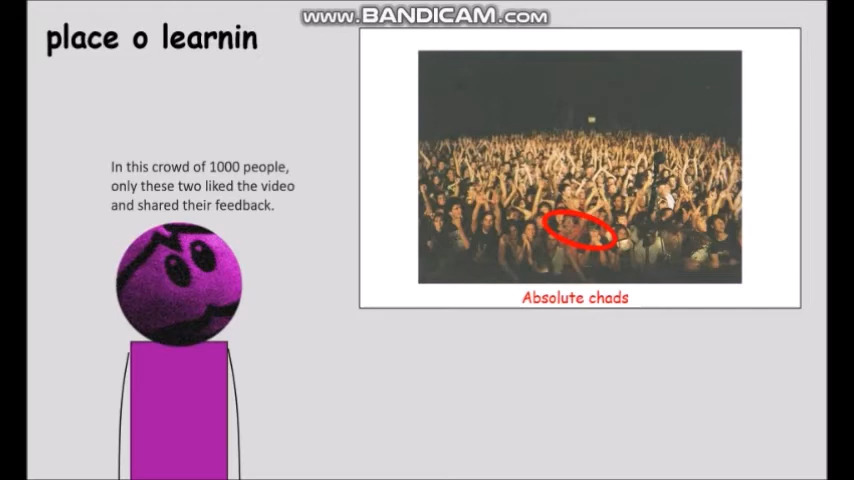 www.BANDICAM.com
place o learnin
In this crowd of 1000 people,
only these two liked the video
and shared their feedback.
Absolute chads